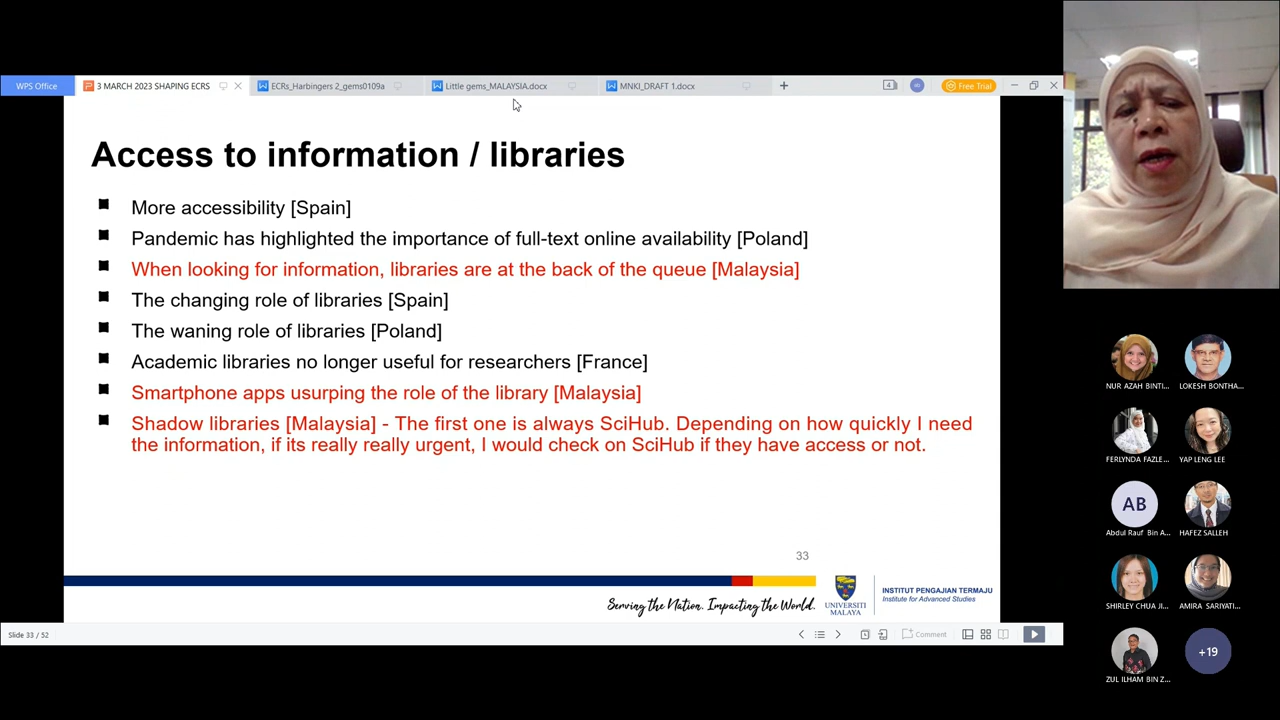 WPS Office
3 MARCH 2023 SHAPING ECRS
ECRs_Harbingers 2_gems0109a
Little gems_MALAYSIA.docx
MNKI_DRAFT 1.docx
Free Trial
Access to information / libraries
More accessibility [Spain]
Pandemic has highlighted the importance of full-text online availability [Poland]
When looking for information, libraries are at the back of the queue [Malaysia]
The changing role of libraries [Spain]
The waning role of libraries [Poland]
Academic libraries no longer useful for researchers [France]
Smartphone apps usurping the role of the library [Malaysia]
Shadow libraries [Malaysia] - The first one is always SciHub. Depending on how quickly I need
the information, if its really really urgent, I would check on SciHub if they have access or not.
33
Serving the Nation. Impacting the World.
UNIVERSITI
MALAYA
INSTITUT PENGAJIAN TERMAJU
Institute for Advanced Studies
Slide 33 / 52
Comment
NUR AZAH BINTI...
LOKESH BONTHA...
FERLYNDA FAZLE...
YAP LENG LEE
AB
Abdul Rauf Bin A...
HAFEZ SALLEH
SHIRLEY CHUA JI...
AMIRA SARIYATI...
ZUL ILHAM BIN Z...
+19